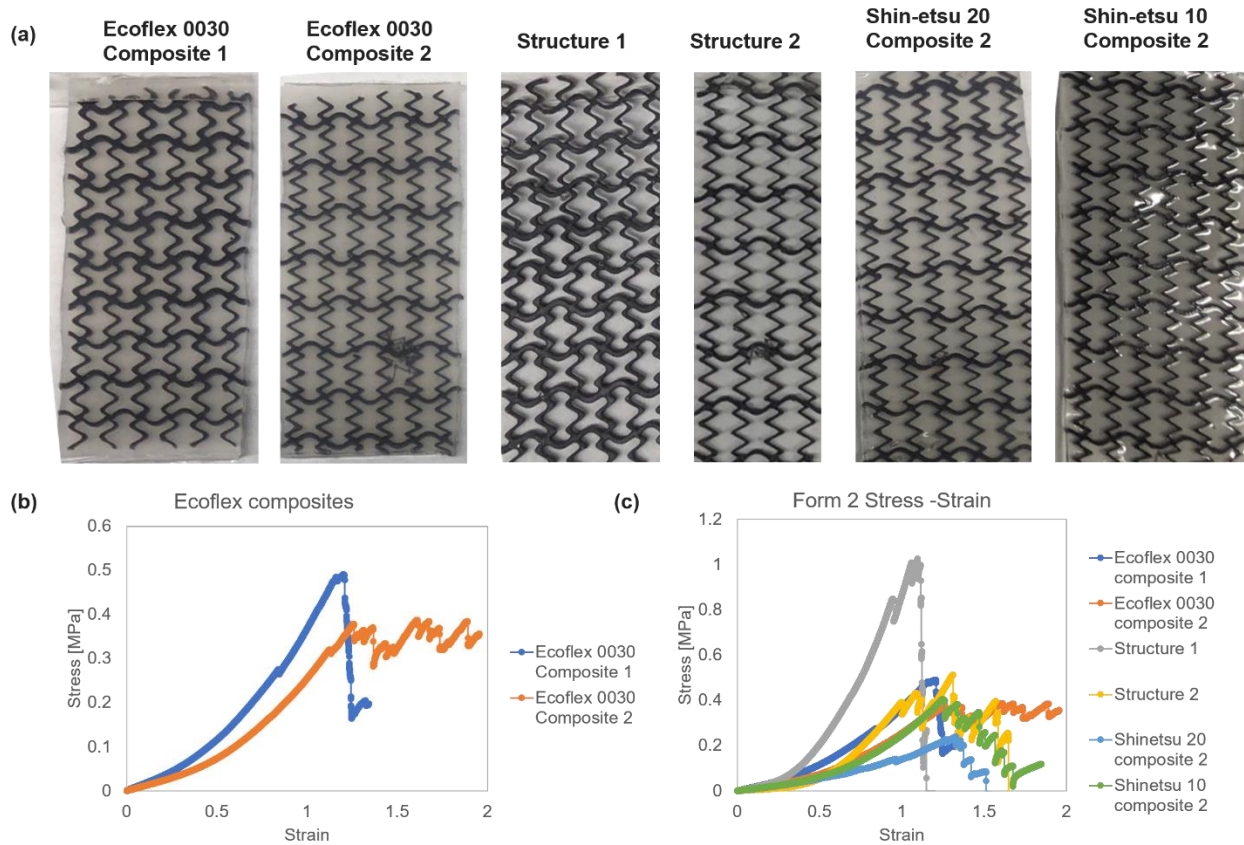 (a)
Ecoflex 0030
Composite 1
Ecoflex 0030
Composite 2
Structure 1
Structure 2
Shin-etsu 20
Composite 2
Shin-etsu 10
Composite 2
(b)
Ecoflex composites
0.6
0.5
0.4
0.3
0.2
0.1
0
0
0.5
1
1.5
2
Stress [MPa]
Strain
Ecoflex 0030
Composite 1
Ecoflex 0030
Composite 2
(c)
Form 2 Stress -Strain
1.2
1
0.8
0.6
0.4
0.2
0
0
0.5
1
1.5
2
Stress [MPa]
Strain
Ecoflex 0030
composite 1
Ecoflex 0030
composite 2
Structure 1
Structure 2
Shinetsu 20
composite 2
Shinetsu 10
composite 2